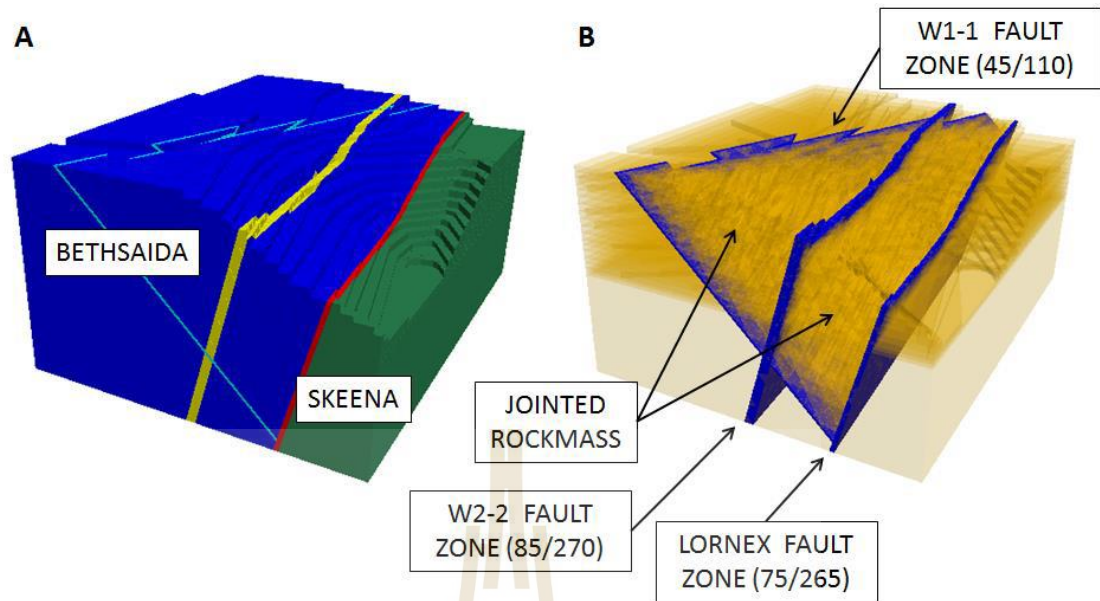 A
B
W1-1 FAULT
ZONE (45/110)
BETHSAIDA
SKEENA
JOINTED
ROCKMASS
W2-2 FAULT
ZONE (85/270)
LORNEX FAULT
ZONE (75/265)